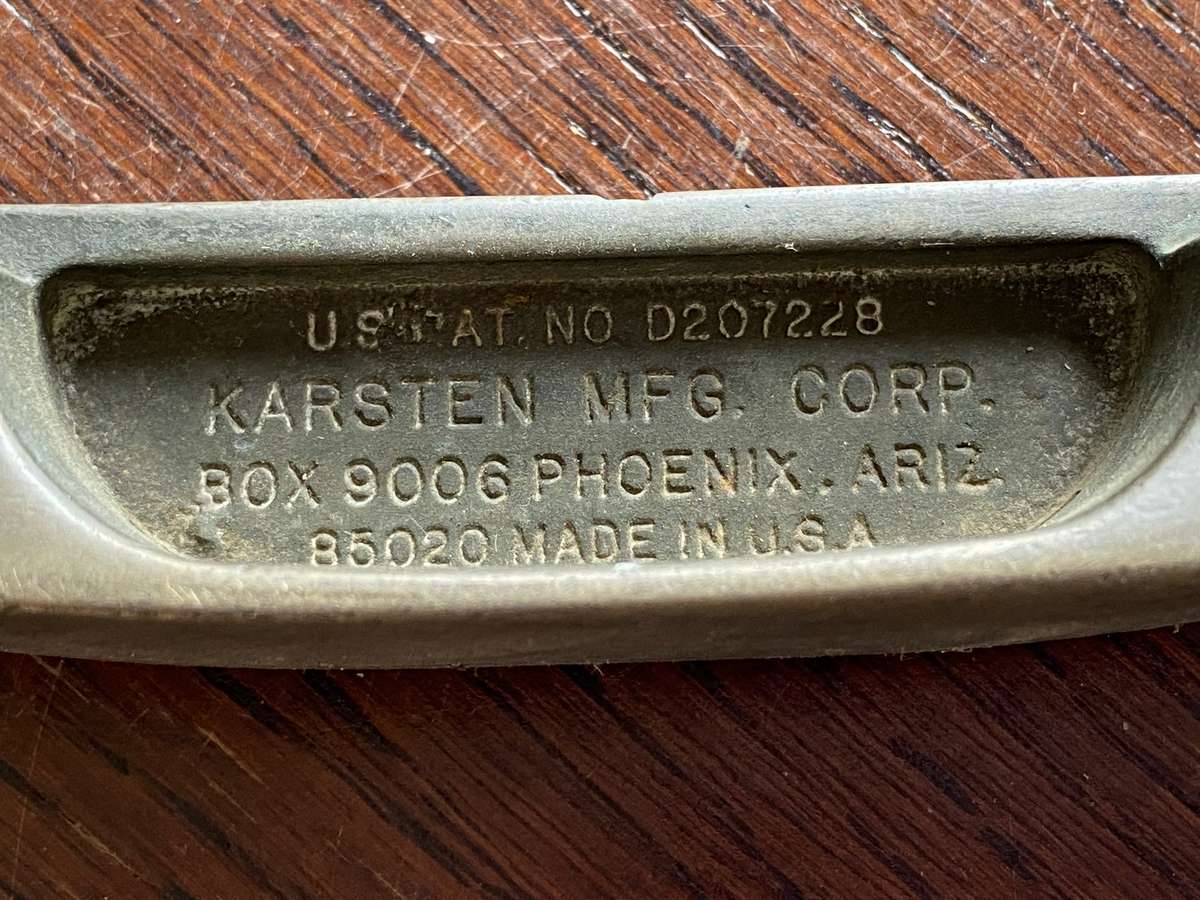 U.S. PAT. NO D207228
KARSTEN MFG. CORP.
BOX 9006 PHOENIX. ARIZ.
85020 MADE IN U.S.A